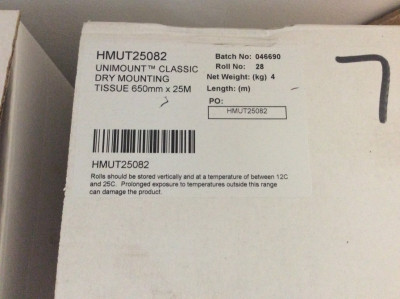 HMUT25082
UNIMOUNT™ CLASSIC
DRY MOUNTING
TISSUE 650mm x 25M
Batch No: 046690
Roll No: 28
Net Weight: (kg) 4
Length: (m)
PO:
HMUT25082
HMUT25082
Rolls should be stored vertically and at a temperature of between 12C
and 25C. Prolonged exposure to temperatures outside this range
can damage the product.
7